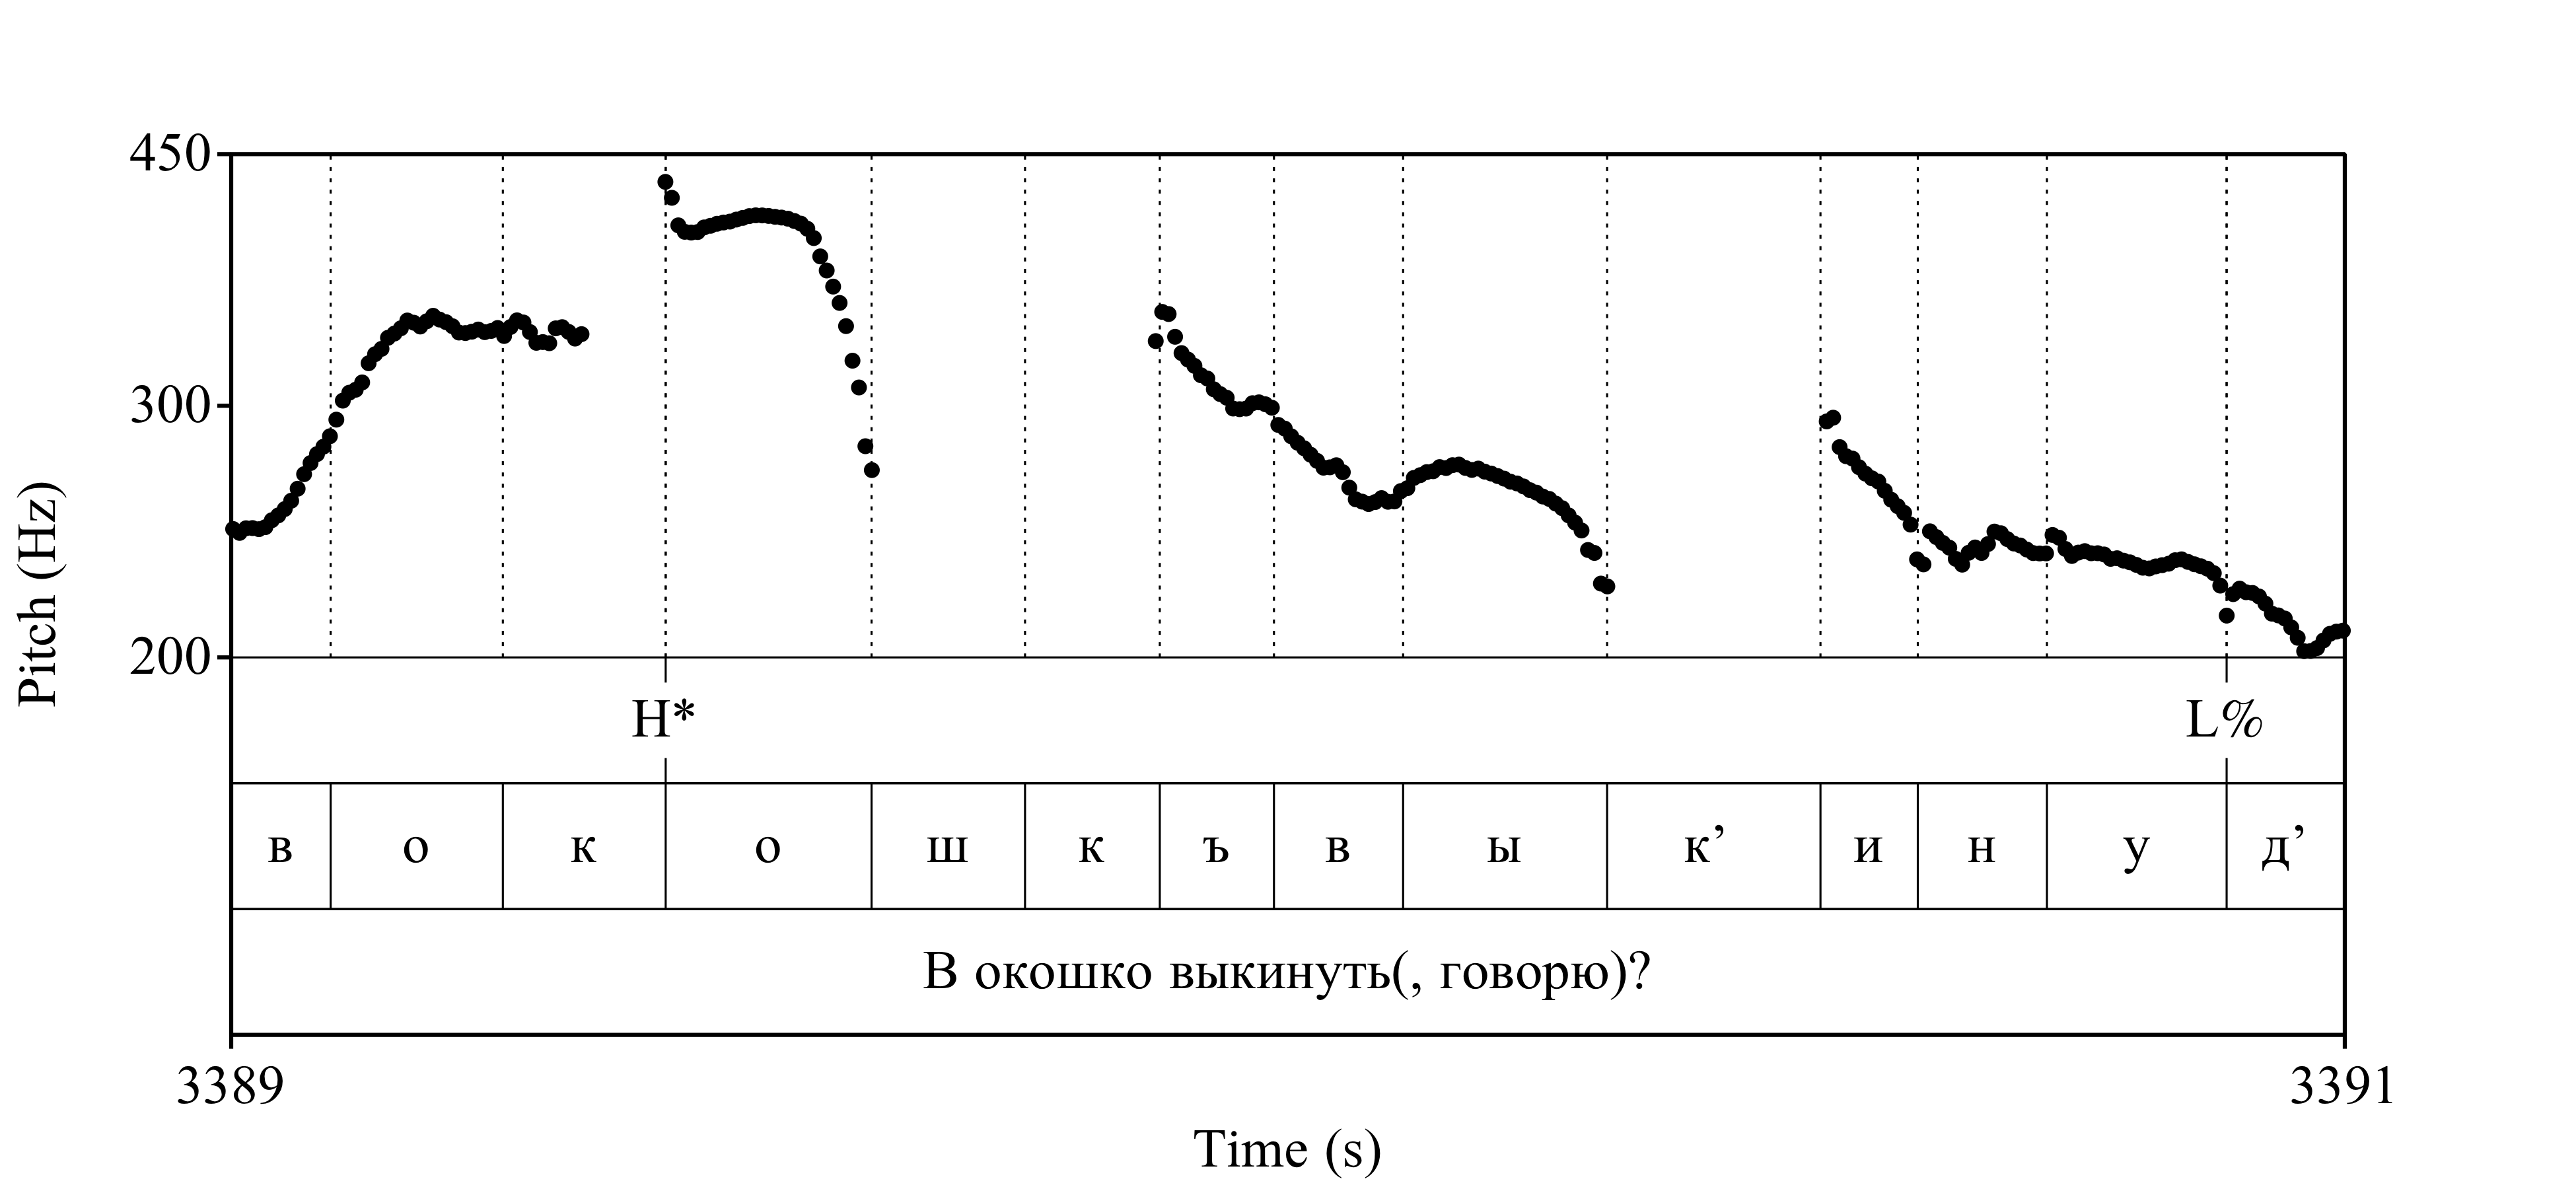 450
300
200
Pitch (Hz)
H* L%
в о к о ш к ъ в ы к’ и н у д’
В окошко выкинуть(, говорю)?
3389 3391
Time (s)